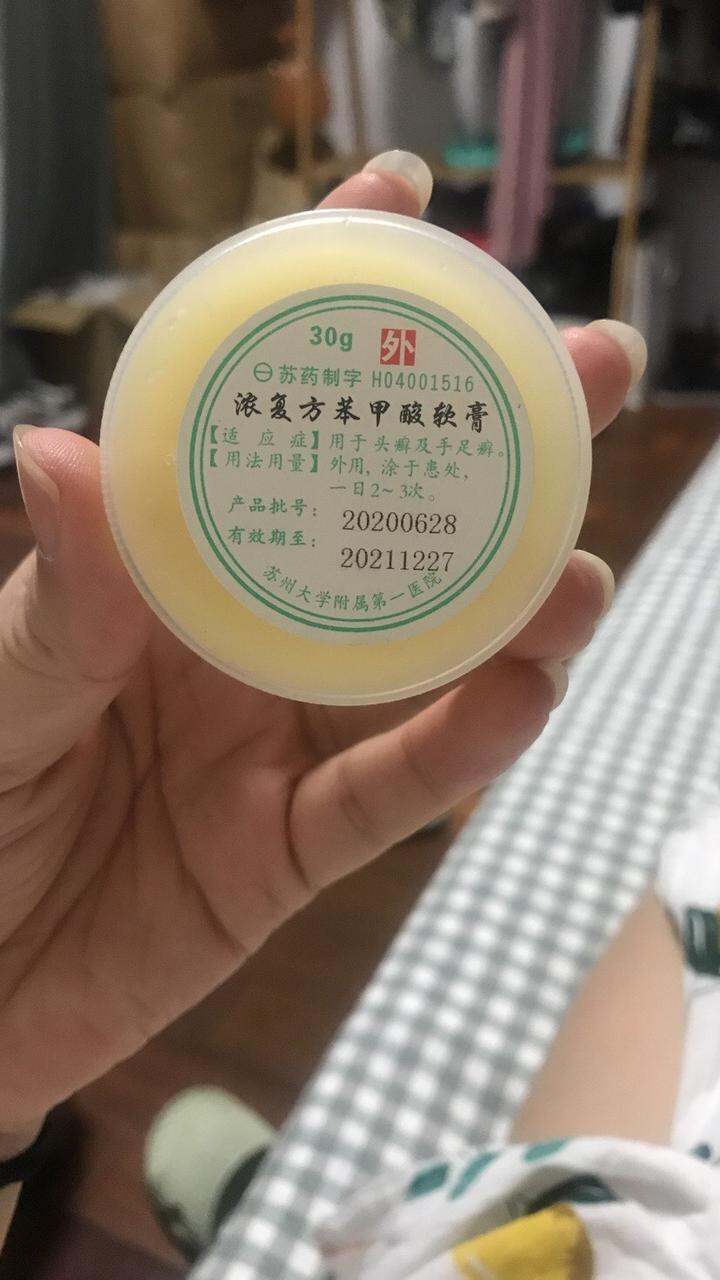 30g 外
苏药制字 H04001516
浓复方苯甲酸软膏
【适应症】用于头癣及手足癣。
【用法用量】外用,涂于患处,
一日2~3次。
产品批号: 20200628
有效期至: 20211227
苏州大学附属第一医院